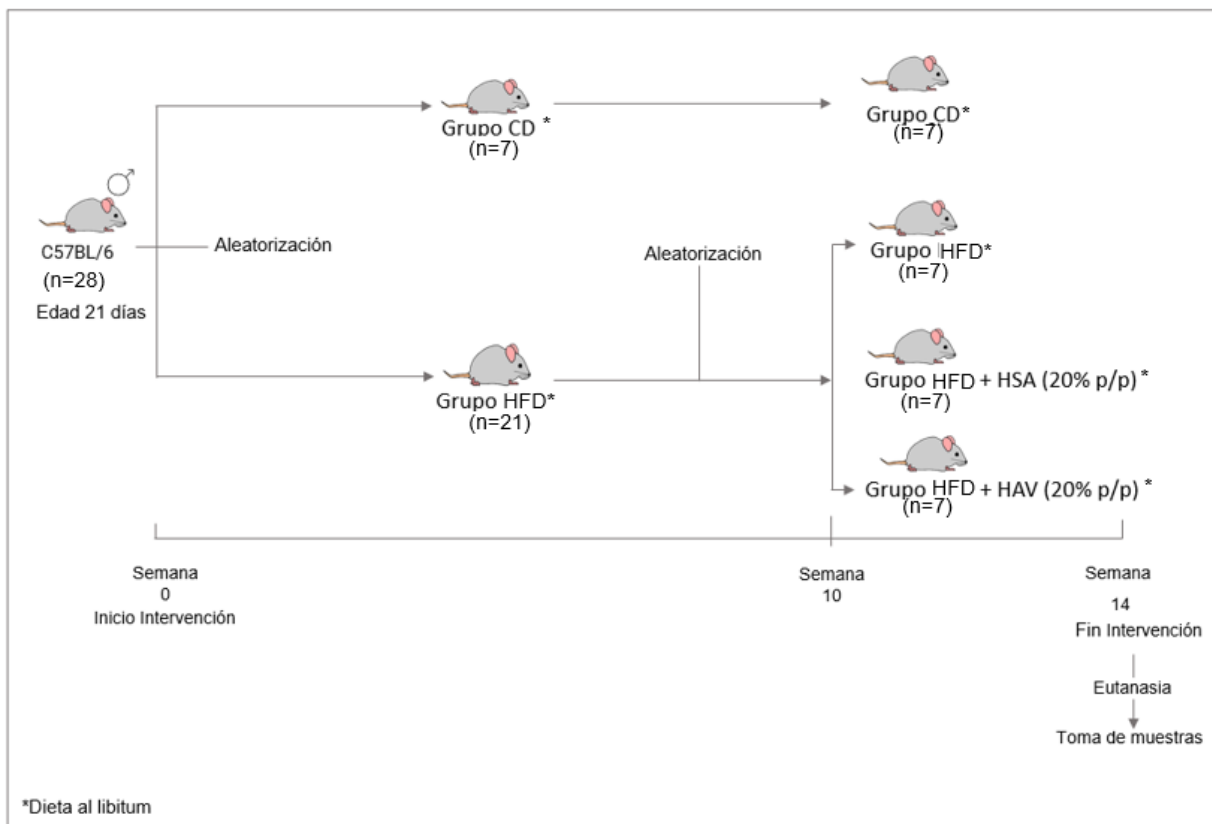 Grupo CD *
(n=7)
Grupo CD*
(n=7)
C57BL/6
(n=28)
Edad 21 días
Aleatorización
Aleatorización
Grupo HFD*
(n=7)
Grupo HFD*
(n=21)
Grupo HFD + HSA (20% p/p) *
(n=7)
Grupo HFD + HAV (20% p/p) *
(n=7)
Semana
0
Inicio Intervención
Semana
10
Semana
14
Fin Intervención
Eutanasia
Toma de muestras
*Dieta al libitum